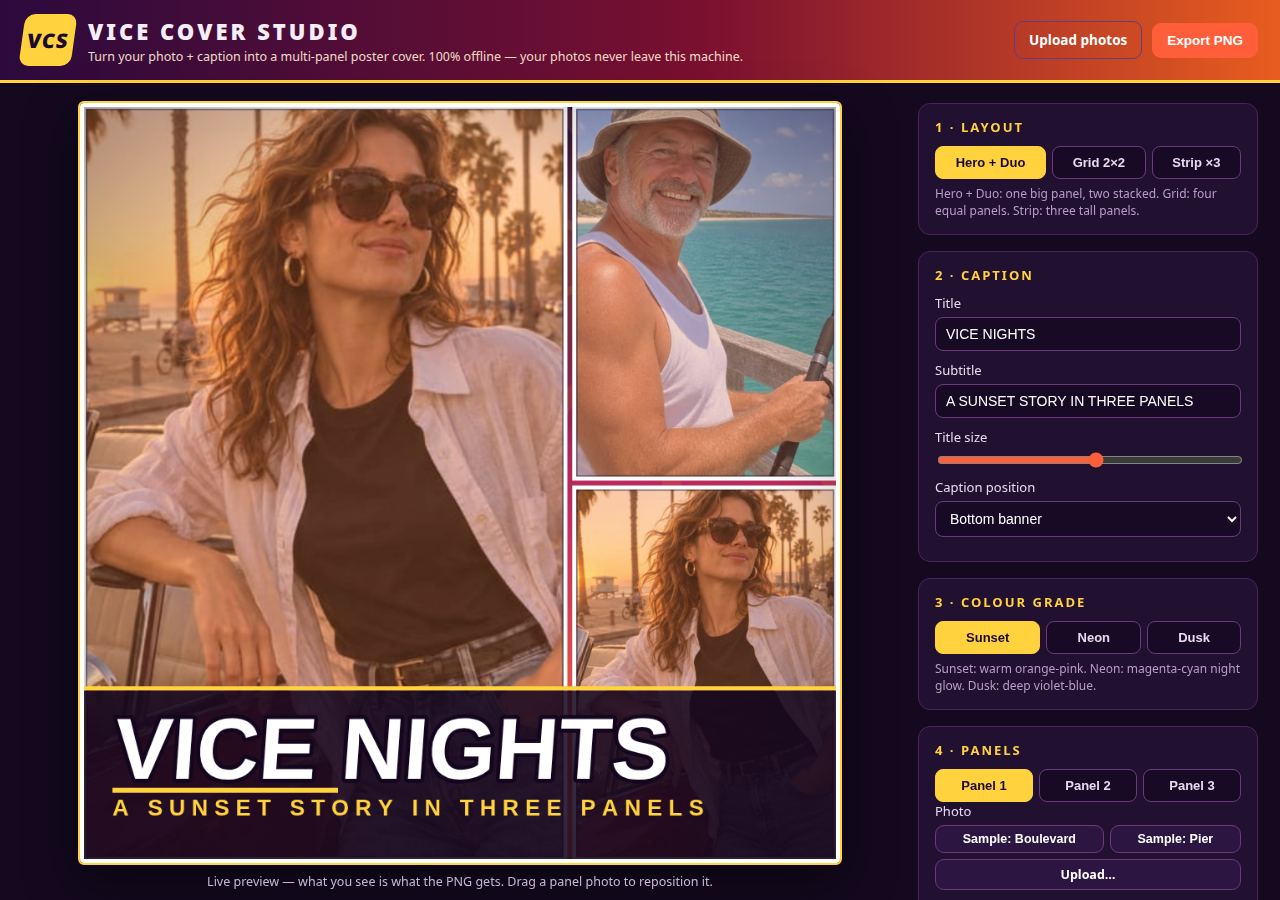 VCS
VICE COVER STUDIO
Turn your photo + caption into a multi-panel poster cover. 100% offline — your photos never leave this machine.
Upload photos
Export PNG
VICE NIGHTS
A SUNSET STORY IN THREE PANELS
Live preview — what you see is what the PNG gets. Drag a panel photo to reposition it.
1 · LAYOUT
Hero + Duo
Grid 2×2
Strip ×3
Hero + Duo: one big panel, two stacked. Grid: four
equal panels. Strip: three tall panels.
2 · CAPTION
Title
VICE NIGHTS
Subtitle
A SUNSET STORY IN THREE PANELS
Title size
Caption position
Bottom banner
3 · COLOUR GRADE
Sunset
Neon
Dusk
Sunset: warm orange-pink. Neon: magenta-cyan night
glow. Dusk: deep violet-blue.
4 · PANELS
Panel 1
Panel 2
Panel 3
Photo
Sample: Boulevard
Sample: Pier
Upload...